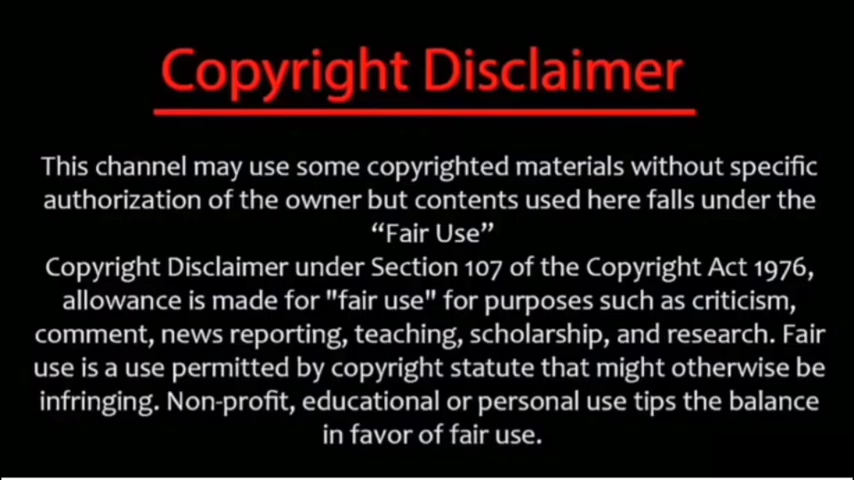 Copyright Disclaimer
This channel may use some copyrighted materials without specific
authorization of the owner but contents used here falls under the
“Fair Use”
Copyright Disclaimer under Section 107 of the Copyright Act 1976,
allowance is made for "fair use" for purposes such as criticism,
comment, news reporting, teaching, scholarship, and research. Fair
use is a use permitted by copyright statute that might otherwise be
infringing. Non-profit, educational or personal use tips the balance
in favor of fair use.